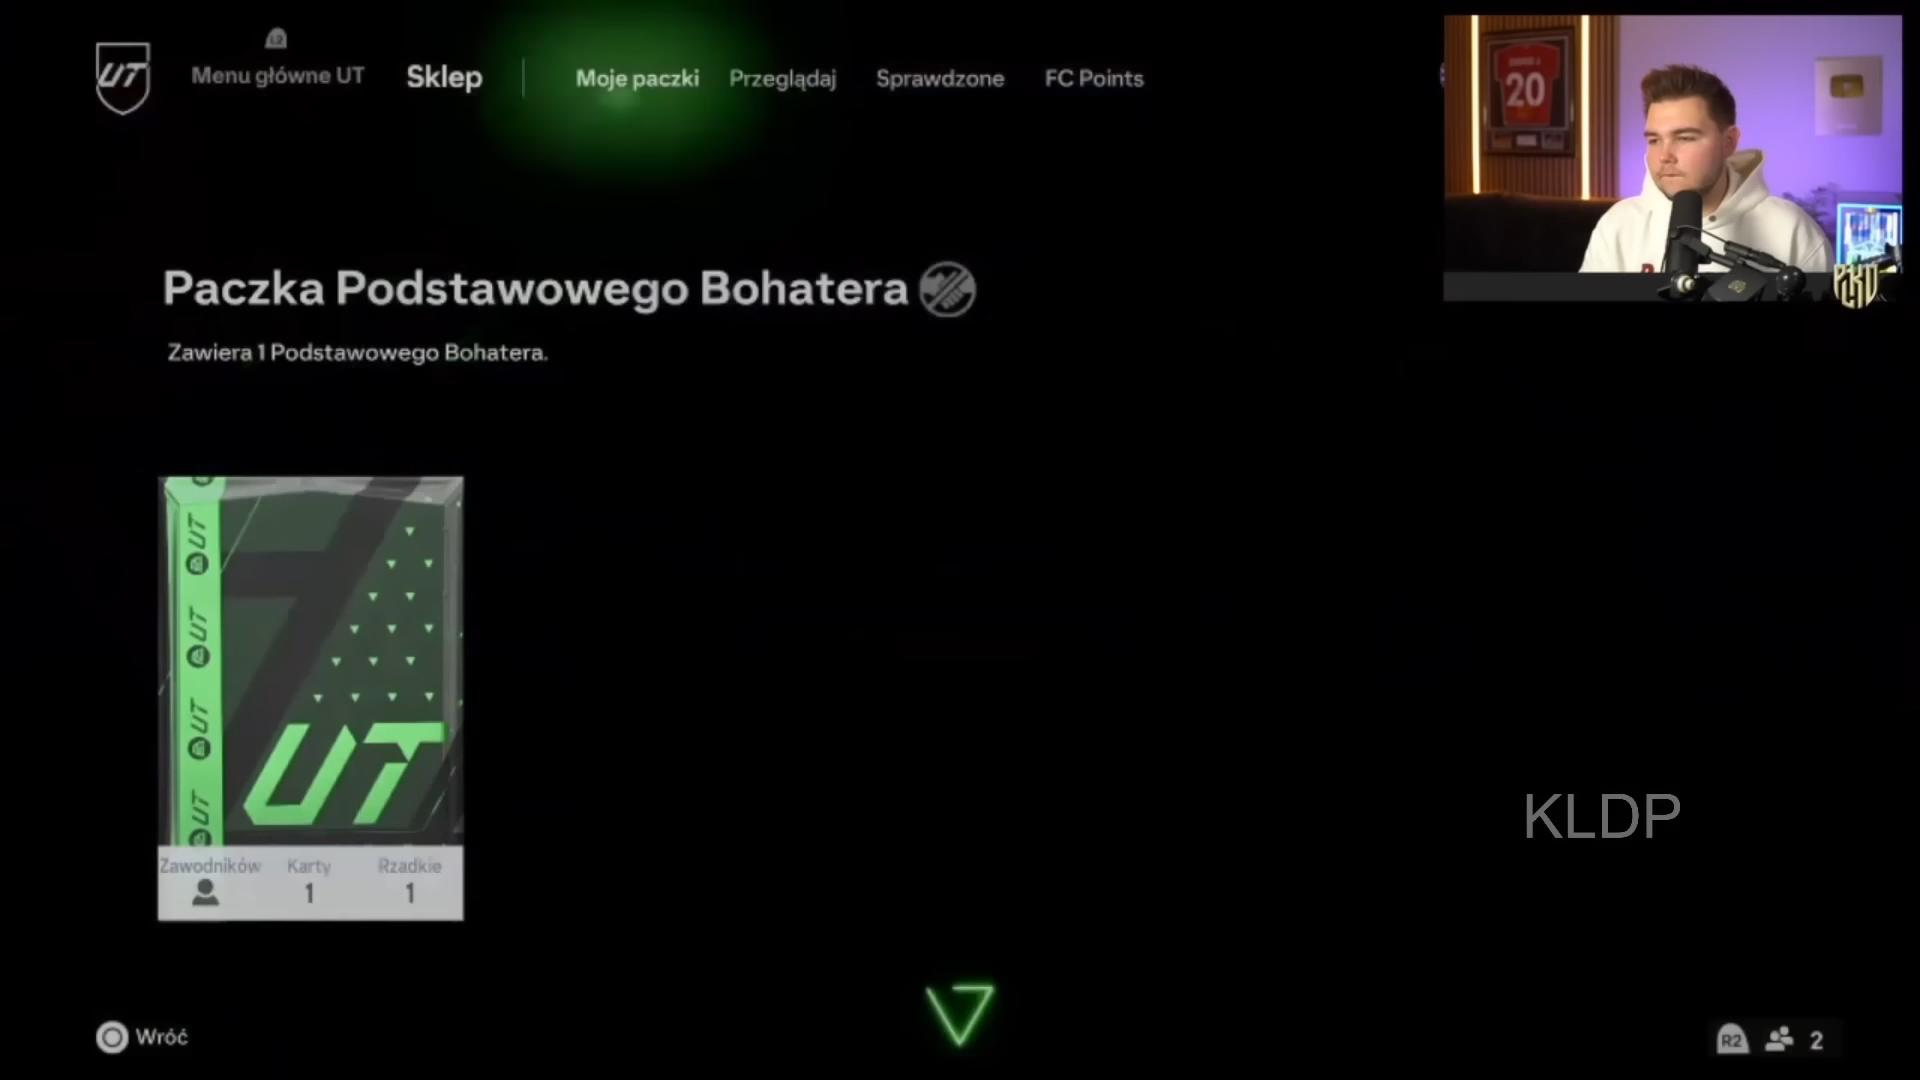 L2
Menu główne UT
Sklep
Moje paczki
Przeglądaj
Sprawdzone
FC Points
UT
20
Paczka Podstawowego Bohatera
Zawiera 1 Podstawowego Bohatera.
UT
UT
UT
UT
UT
Zawodników
Karty
Rzadkie
1
1
KLDP
Wróć
R2
2